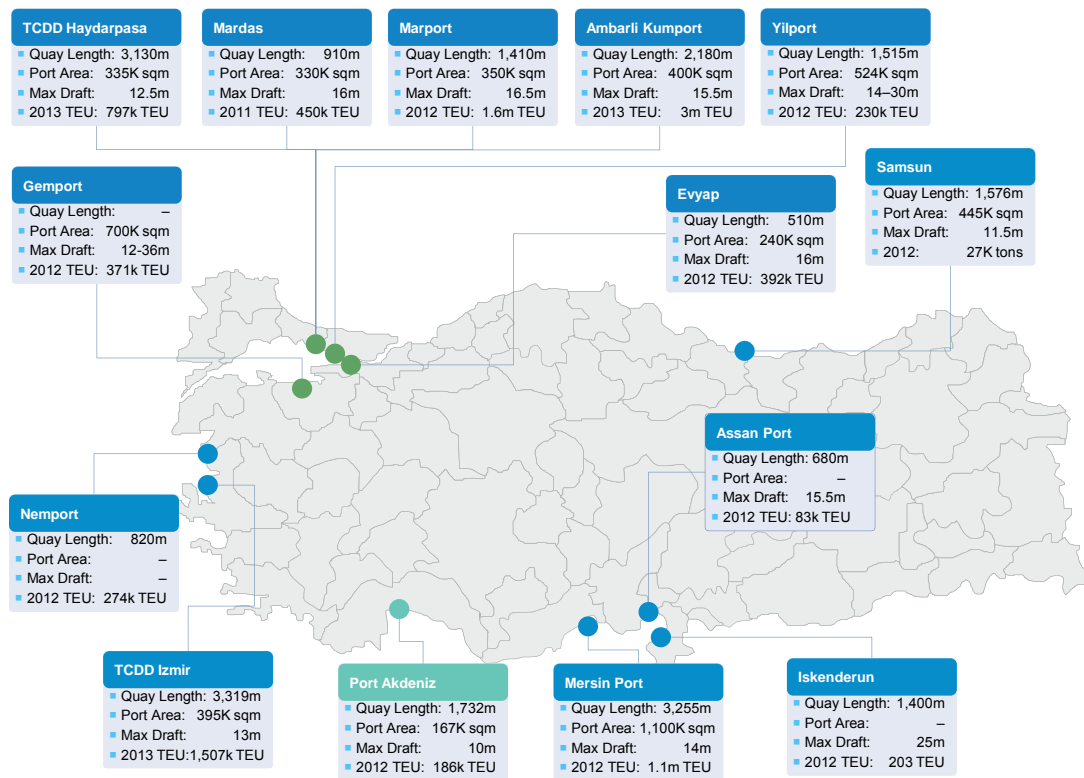 TCDD Haydarpasa
Quay Length: 3,130m
Port Area: 335K sqm
Max Draft: 12.5m
2013 TEU: 797k TEU
Mardas
Quay Length: 910m
Port Area: 330K sqm
Max Draft: 16m
2011 TEU: 450k TEU
Marport
Quay Length: 1,410m
Port Area: 350K sqm
Max Draft: 16.5m
2012 TEU: 1.6m TEU
Ambarli Kumport
Quay Length: 2,180m
Port Area: 400K sqm
Max Draft: 15.5m
2013 TEU: 3m TEU
Yilport
Quay Length: 1,515m
Port Area: 524K sqm
Max Draft: 14–30m
2012 TEU: 230k TEU
Gemport
Quay Length: –
Port Area: 700K sqm
Max Draft: 12-36m
2012 TEU: 371k TEU
Evyap
Quay Length: 510m
Port Area: 240K sqm
Max Draft: 16m
2012 TEU: 392k TEU
Samsun
Quay Length: 1,576m
Port Area: 445K sqm
Max Draft: 11.5m
2012: 27K tons
Assan Port
Quay Length: 680m
Port Area: –
Max Draft: 15.5m
2012 TEU: 83k TEU
Nemport
Quay Length: 820m
Port Area: –
Max Draft: –
2012 TEU: 274k TEU
TCDD Izmir
Quay Length: 3,319m
Port Area: 395K sqm
Max Draft: 13m
2013 TEU:1,507k TEU
Port Akdeniz
Quay Length: 1,732m
Port Area: 167K sqm
Max Draft: 10m
2012 TEU: 186k TEU
Mersin Port
Quay Length: 3,255m
Port Area: 1,100K sqm
Max Draft: 14m
2012 TEU: 1.1m TEU
Iskenderun
Quay Length: 1,400m
Port Area: –
Max Draft: 25m
2012 TEU: 203 TEU